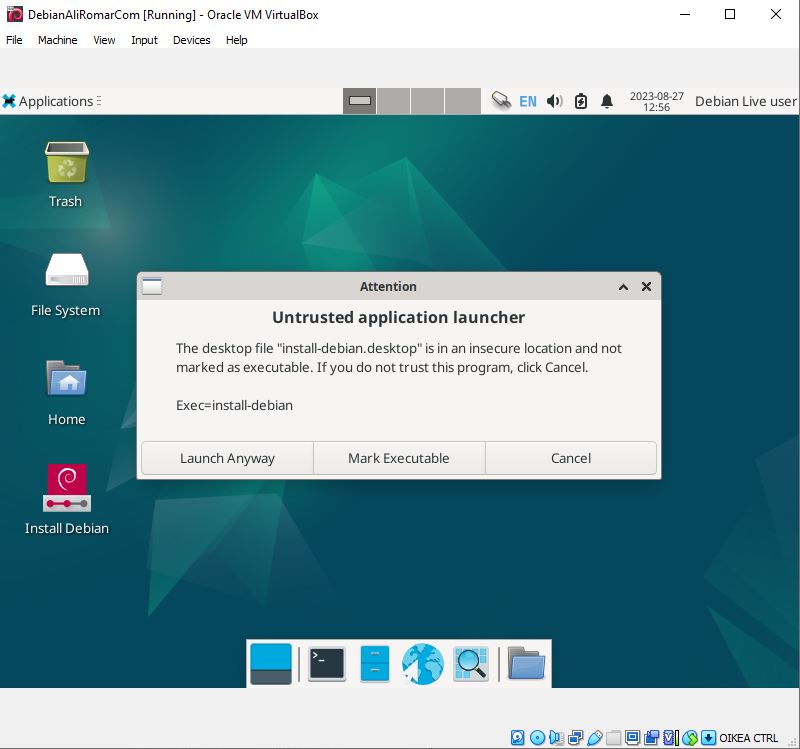 DebianAliRomarCom [Running] - Oracle VM VirtualBox
File Machine View Input Devices Help
Applications
EN
2023-08-27
12:56
Debian Live user
Trash
File System
Home
Install Debian
Attention
Untrusted application launcher
The desktop file "install-debian.desktop" is in an insecure location and not
marked as executable. If you do not trust this program, click Cancel.
Exec=install-debian
Launch Anyway
Mark Executable
Cancel
OIKEA CTRL